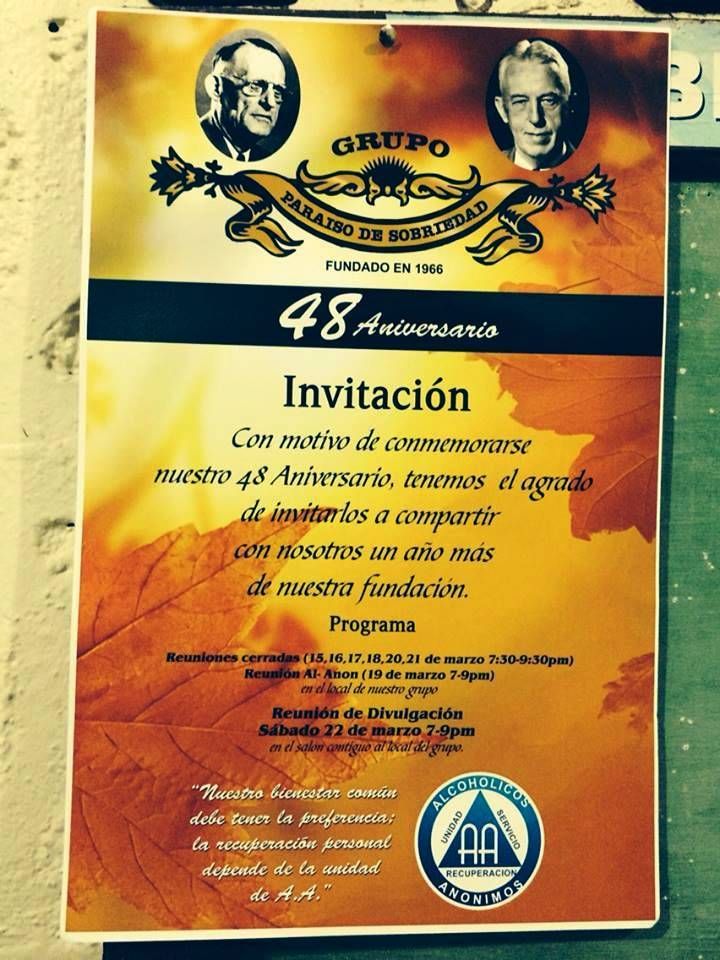 GRUPO
PARAISO DE SOBRIEDAD
FUNDADO EN 1966
48 Aniversario
Invitación
Con motivo de conmemorarse
nuestro 48 Aniversario, tenemos el agrado
de invitarlos a compartir
con nosotros un año más
de nuestra fundación.
Programa
Reuniones cerradas (15,16,17,18,20,21 de marzo 7:30-9:30pm)
Reunión Al- Anon (19 de marzo 7-9pm)
en el local de nuestro grupo
Reunión de Divulgación
Sábado 22 de marzo 7-9pm
en el salon contiguo al local del grupo.
"Nuestro bienestar común
debe tener la preferencia;
la recuperación personal
depende de la unidad
de A.A."
ALCOHOLICOS
UNIDAD
SERVICIO
AA
RECUPERACION
ANONIMOS